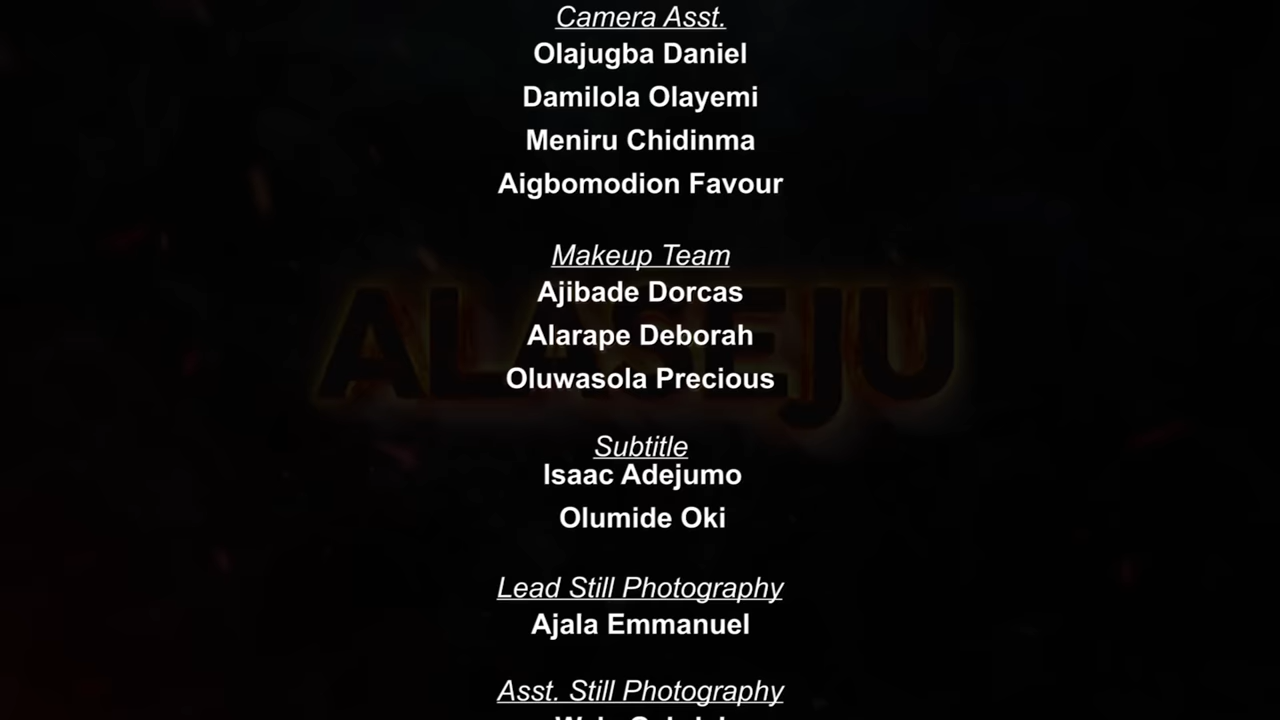 Camera Asst.
Olajugba Daniel
Damilola Olayemi
Meniru Chidinma
Aigbomodion Favour
Makeup Team
Ajibade Dorcas
ALASEJU
Alarape Deborah
Oluwasola Precious
Subtitle
Isaac Adejumo
Olumide Oki
Lead Still Photography
Ajala Emmanuel
Asst. Still Photography